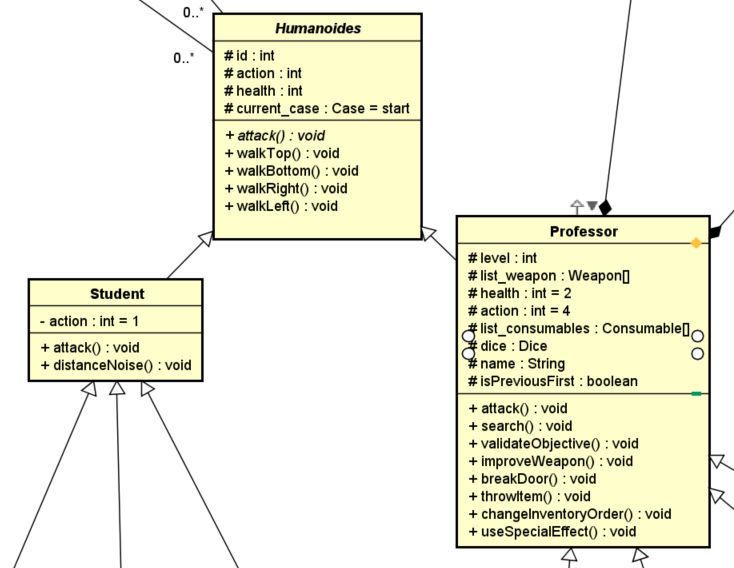 0..*
0..*
Humanoides
# id : int
# action : int
# health : int
# current_case : Case = start
+ attack() : void
+ walkTop() : void
+ walkBottom() : void
+ walkRight() : void
+ walkLeft() : void
Student
- action : int = 1
+ attack() : void
+ distanceNoise() : void
Professor
# level : int
# list_weapon : Weapon[]
# health : int = 2
# action : int = 4
# list_consumables : Consumable[]
# dice : Dice
# name : String
# isPreviousFirst : boolean
+ attack() : void
+ search() : void
+ validateObjective() : void
+ improveWeapon() : void
+ breakDoor() : void
+ throwItem() : void
+ changeInventoryOrder() : void
+ useSpecialEffect() : void